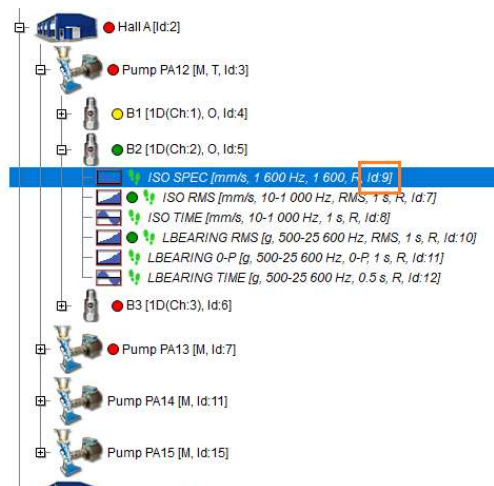 Hall A [Id:2]
Pump PA12 [M, T, Id:3]
B1 [1D(Ch:1), O, Id:4]
B2 [1D(Ch:2), O, Id:5]
ISO SPEC [mm/s, 1 600 Hz, 1 600, R, Id:9]
ISO RMS [mm/s, 10-1 000 Hz, RMS, 1 s, R, Id:7]
ISO TIME [mm/s, 10-1 000 Hz, 1 s, R, Id:8]
LBEARING RMS [g, 500-25 600 Hz, RMS, 1 s, R, Id:10]
LBEARING 0-P [g, 500-25 600 Hz, 0-P, 1 s, R, Id:11]
LBEARING TIME [g, 500-25 600 Hz, 0.5 s, R, Id:12]
B3 [1D(Ch:3), Id:6]
Pump PA13 [M, Id:7]
Pump PA14 [M, Id:11]
Pump PA15 [M, Id:15]